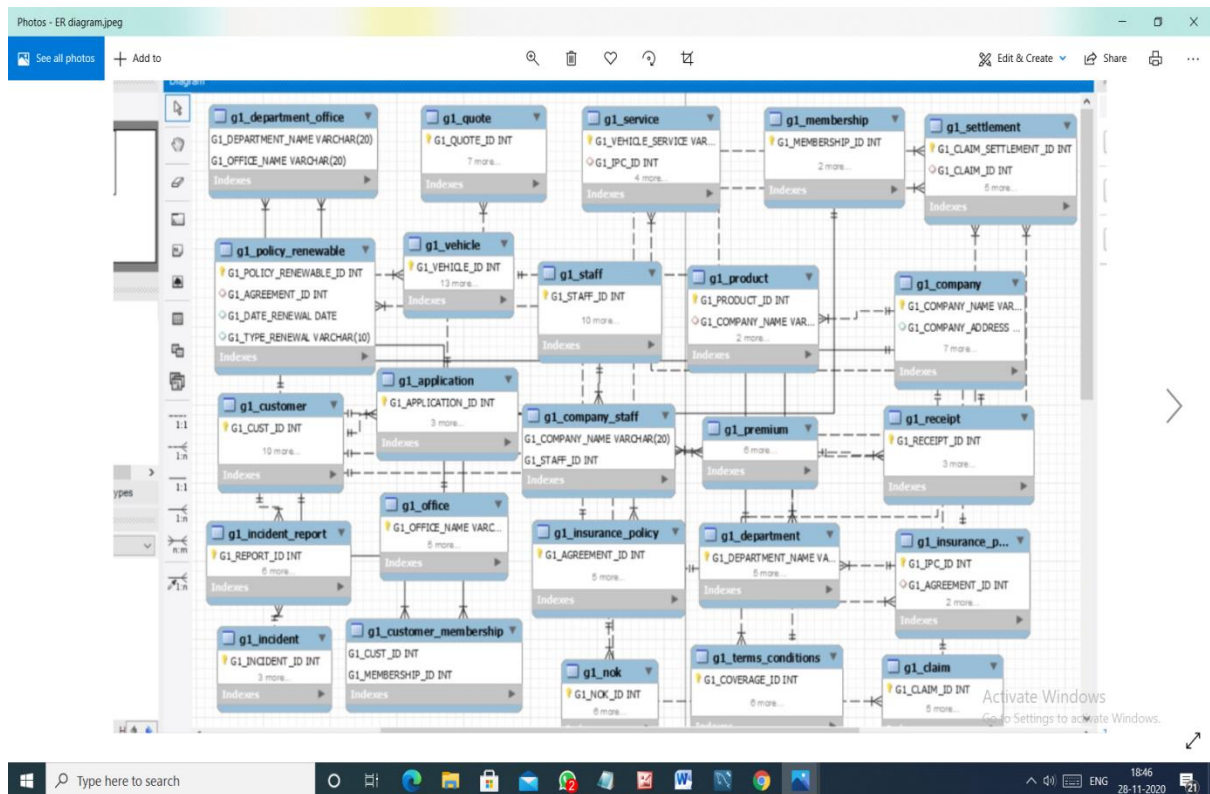 Photos - ER diagram.jpeg
See all photos
Add to
Edit & Create
Share
Diagram
g1_department_office
G1_DEPARTMENT_NAME VARCHAR(20)
G1_OFFICE_NAME VARCHAR(20)
Indexes
g1_quote
G1_QUOTE_ID INT
7 more...
Indexes
g1_service
G1_VEHICLE_SERVICE VAR...
G1_IPC_ID INT
4 more...
Indexes
g1_membership
G1_MEMBERSHIP_ID INT
2 more...
Indexes
g1_settlement
G1_CLAIM_SETTLEMENT_ID INT
G1_CLAIM_ID INT
6 more...
Indexes
g1_policy_renewable
G1_POLICY_RENEWABLE_ID INT
G1_AGREEMENT_ID INT
G1_DATE_RENEWAL DATE
G1_TYPE_RENEWAL VARCHAR(10)
Indexes
g1_vehicle
G1_VEHICLE_ID INT
13 more...
Indexes
g1_staff
G1_STAFF_ID INT
10 more...
Indexes
g1_product
G1_PRODUCT_ID INT
G1_COMPANY_NAME VAR...
2 more...
Indexes
g1_company
G1_COMPANY_NAME VAR...
G1_COMPANY_ADDRESS ...
7 more...
Indexes
g1_customer
G1_CUST_ID INT
10 more...
Indexes
g1_application
G1_APPLICATION_ID INT
3 more...
Indexes
g1_company_staff
G1_COMPANY_NAME VARCHAR(20)
G1_STAFF_ID INT
Indexes
g1_premium
6 more...
Indexes
g1_receipt
G1_RECEIPT_ID INT
3 more...
Indexes
g1_incident_report
G1_REPORT_ID INT
6 more...
Indexes
g1_office
G1_OFFICE_NAME VARC...
6 more...
Indexes
g1_insurance_policy
G1_AGREEMENT_ID INT
5 more...
Indexes
g1_department
G1_DEPARTMENT_NAME VA...
5 more...
Indexes
g1_insurance_p...
G1_IPC_ID INT
G1_AGREEMENT_ID INT
2 more...
Indexes
g1_incident
G1_INCIDENT_ID INT
3 more...
Indexes
g1_customer_membership
G1_CUST_ID INT
G1_MEMBERSHIP_ID INT
Indexes
g1_nok
G1_NOK_ID INT
6 more...
g1_terms_conditions
G1_COVERAGE_ID INT
6 more...
g1_claim
G1_CLAIM_ID INT
5 more...
1:1
1:n
1:1
1:n
n:m
1:n
ypes
Activate Windows
Go to Settings to activate Windows.
Type here to search
ENG
18:46
28-11-2020
21